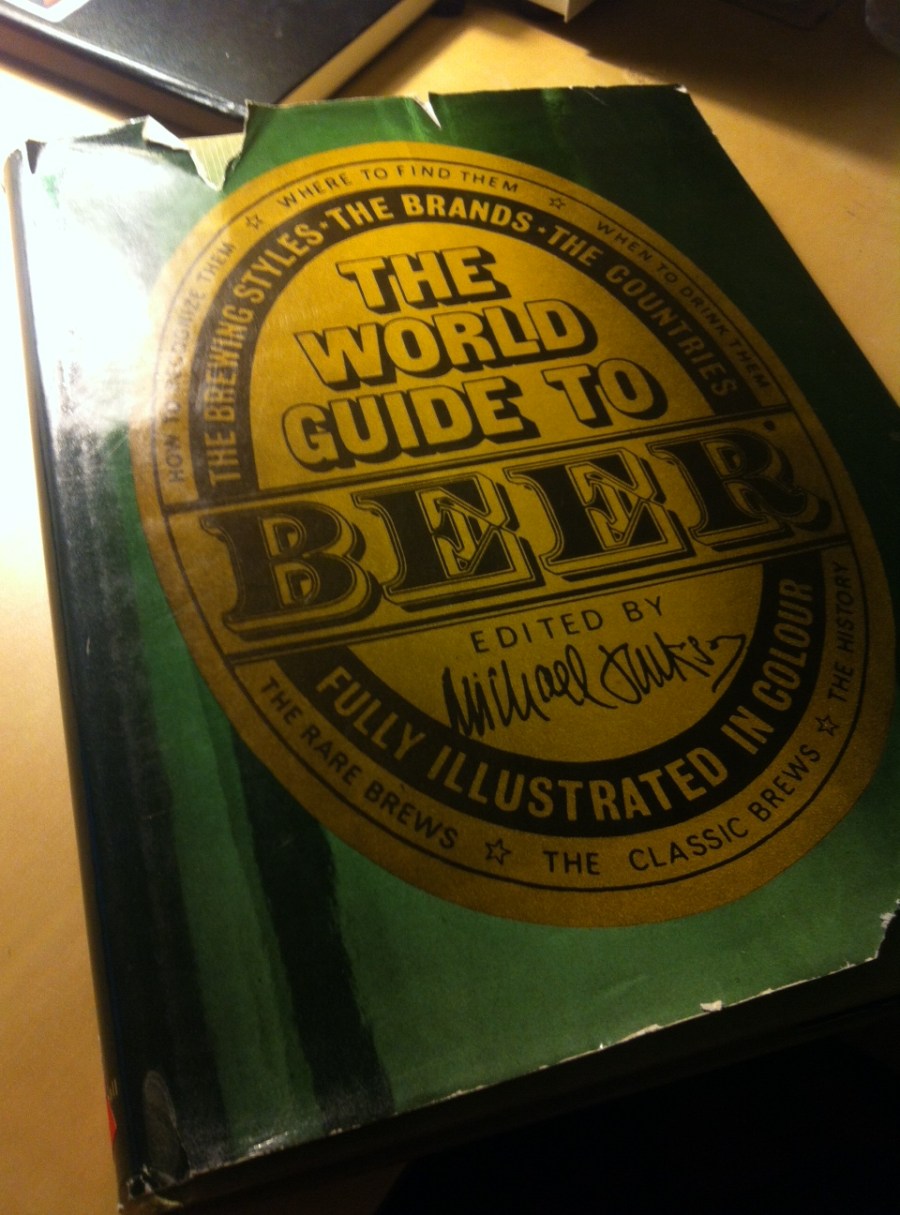 HOW TO RECOGNIZE THEM ☆ WHERE TO FIND THEM ☆ WHEN TO DRINK THEM
THE BREWING STYLES · THE BRANDS · THE COUNTRIES
THE
WORLD
GUIDE TO
BEER
EDITED BY
Michael Jackson
FULLY ILLUSTRATED IN COLOUR
THE RARE BREWS ☆ THE CLASSIC BREWS ☆ THE HISTORY